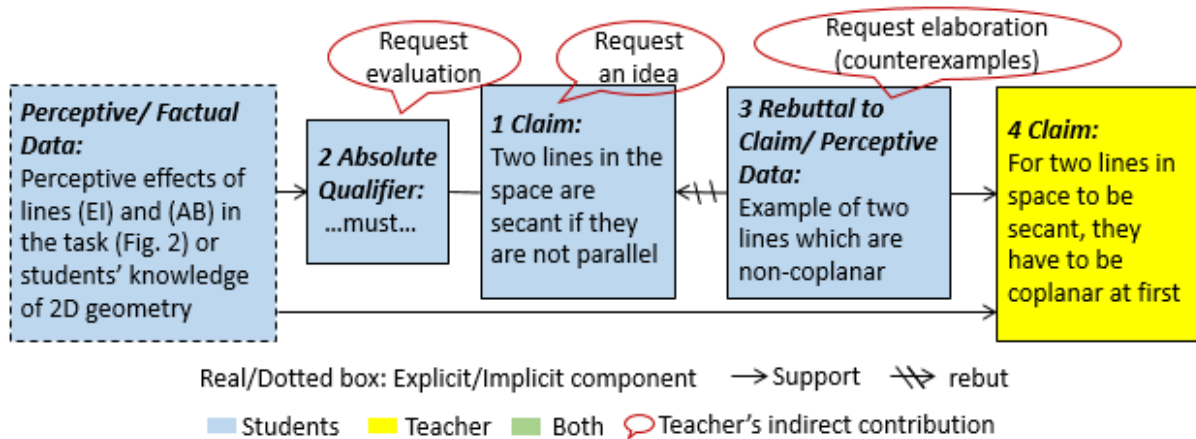 Request
evaluation
Request
an idea
Request elaboration
(counterexamples)
Perceptive/ Factual
Data:
Perceptive effects of
lines (EI) and (AB) in
the task (Fig. 2) or
students’ knowledge
of 2D geometry
2 Absolute
Qualifier:
...must...
1 Claim:
Two lines in the
space are
secant if they
are not parallel
3 Rebuttal to
Claim/ Perceptive
Data:
Example of two
lines which are
non-coplanar
4 Claim:
For two lines in
space to be
secant, they
have to be
coplanar at first
Real/Dotted box: Explicit/Implicit component Support rebut
Students Teacher Both Teacher’s indirect contribution